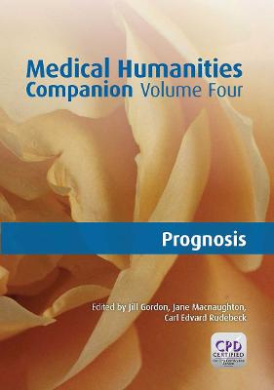 Medical Humanities
Companion Volume Four
Prognosis
Edited by Jill Gordon, Jane Macnaughton,
Carl Edvard Rudebeck
CPD
CERTIFIED